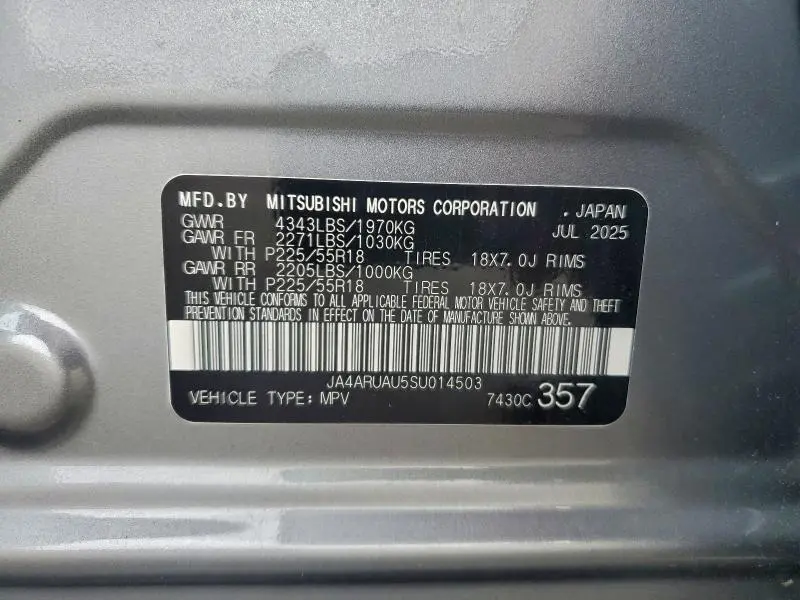 MFD.BY MITSUBISHI MOTORS CORPORATION . JAPAN
GVWR 4343LBS/1970KG JUL 2025
GAWR FR 2271LBS/1030KG
WITH P225/55R18 TIRES 18X7.0J RIMS
GAWR RR 2205LBS/1000KG
WITH P225/55R18 TIRES 18X7.0J RIMS
THIS VEHICLE CONFORMS TO ALL APPLICABLE FEDERAL MOTOR VEHICLE SAFETY AND THEFT
PREVENTION STANDARDS IN EFFECT ON THE DATE OF MANUFACTURE SHOWN ABOVE.
JA4ARUAU5SU014503
VEHICLE TYPE: MPV 7430C 357